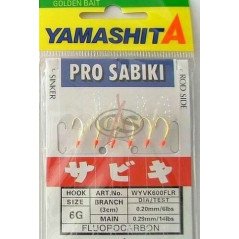 GOLDEN BAIT
YAMASHITA
PRO SABIKI
SINKER
ROD SIDE
サビキ
HOOK SIZE
ART.No. WYVK600FLR
BRANCH (3cm)
DIA/TEST 0.20mm/6lbs
6G
MAIN
0.29mm/14lbs
FLUOROCARBON